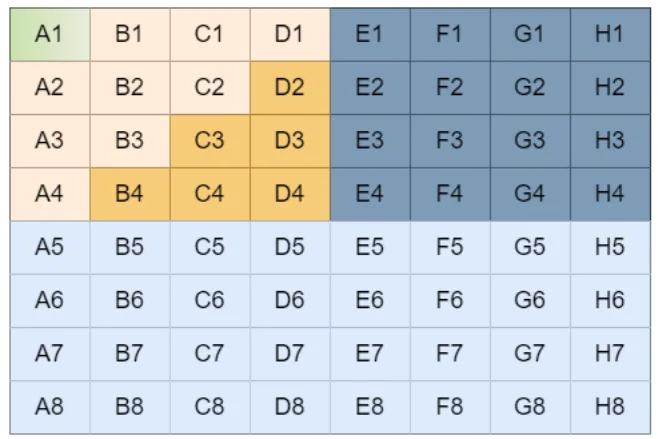 A1 B1 C1 D1 E1 F1 G1 H1
A2 B2 C2 D2 E2 F2 G2 H2
A3 B3 C3 D3 E3 F3 G3 H3
A4 B4 C4 D4 E4 F4 G4 H4
A5 B5 C5 D5 E5 F5 G5 H5
A6 B6 C6 D6 E6 F6 G6 H6
A7 B7 C7 D7 E7 F7 G7 H7
A8 B8 C8 D8 E8 F8 G8 H8